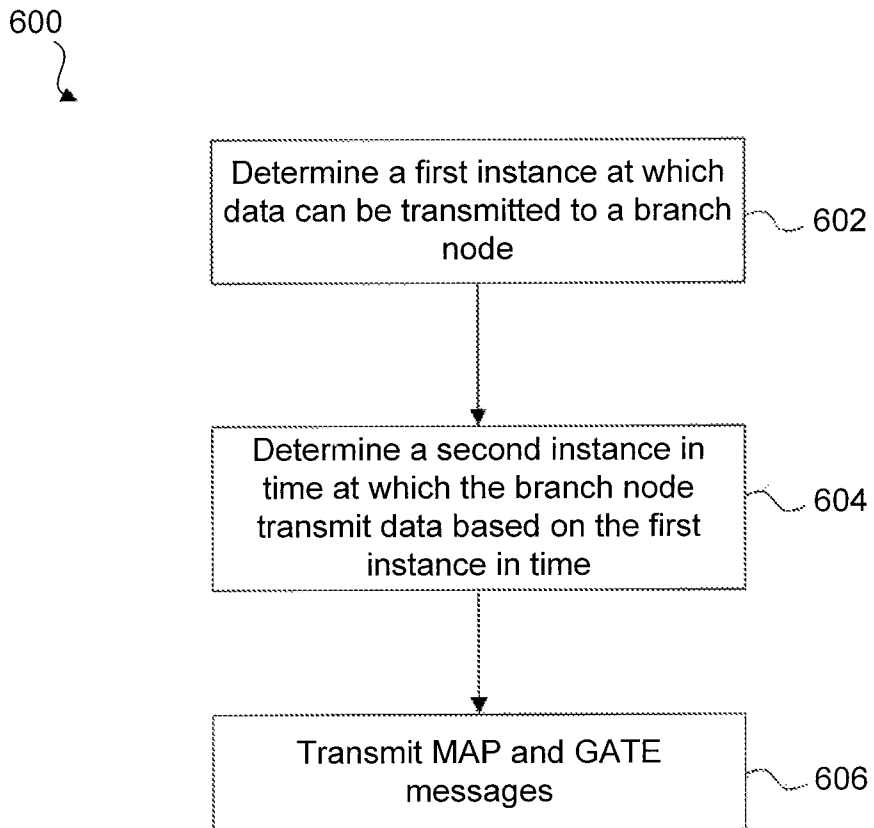 600
Determine a first instance at which
data can be transmitted to a branch
node
602
Determine a second instance in
time at which the branch node
transmit data based on the first
instance in time
604
Transmit MAP and GATE
messages
606